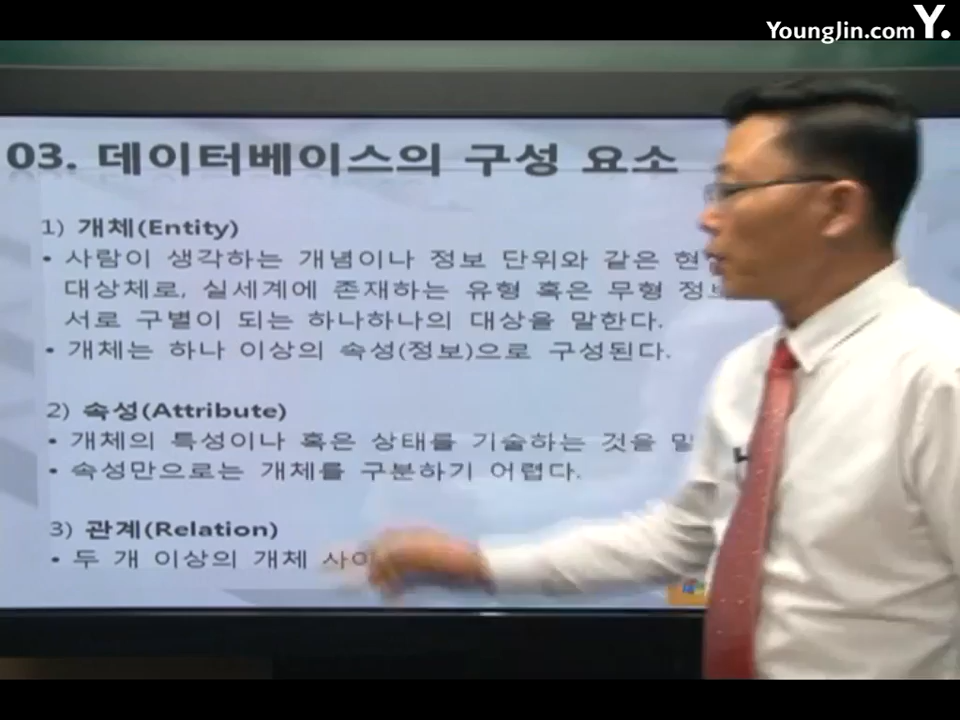 YoungJin.com Y.
03. 데이터베이스의 구성 요소
1) 개체(Entity)
• 사람이 생각하는 개념이나 정보 단위와 같은
대상체로, 실세계에 존재하는 유형 혹은 무형
서로 구별이 되는 하나하나의 대상을 말한다.
• 개체는 하나 이상의 속성(정보)으로 구성된다.
2) 속성(Attribute)
• 개체의 특성이나 혹은 상태를 기술하는 것을
• 속성만으로는 개체를 구분하기 어렵다.
3) 관계(Relation)
• 두 개 이상의 개체